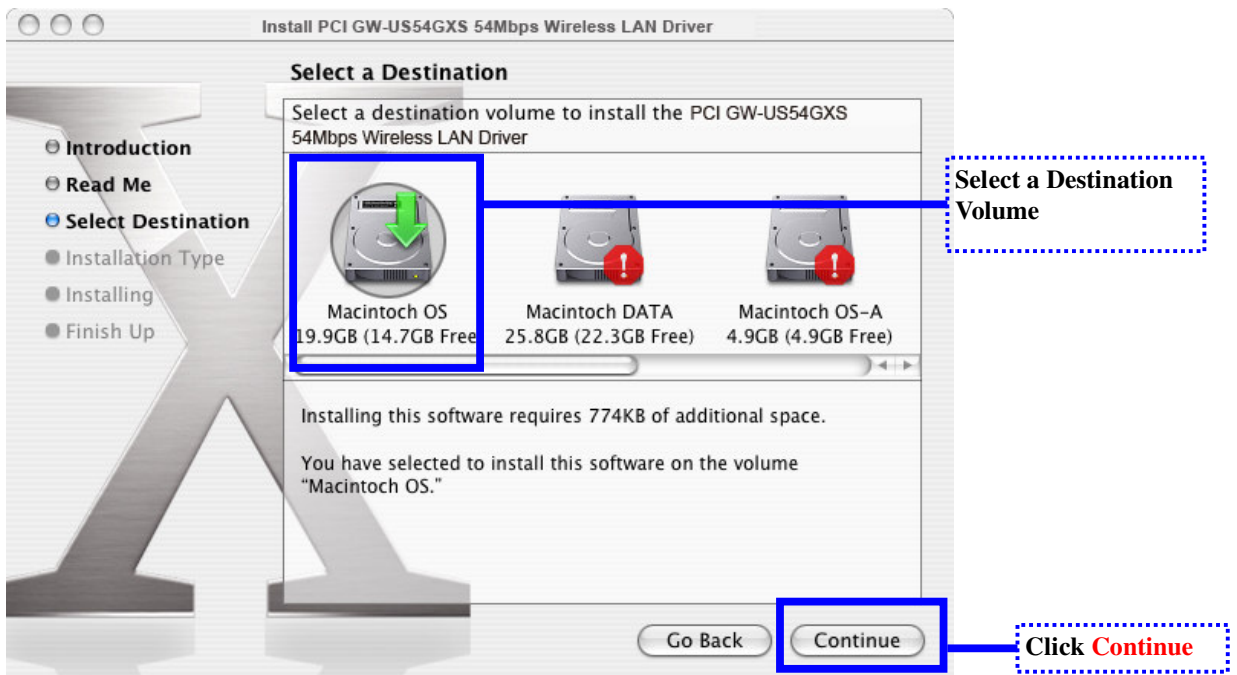 Install PCI GW-US54GXS 54Mbps Wireless LAN Driver
Select a Destination
Select a destination volume to install the PCI GW-US54GXS
54Mbps Wireless LAN Driver
Introduction
Read Me
Select Destination
Installation Type
Installing
Finish Up
Macintoch OS
19.9GB (14.7GB Free
Macintoch DATA
25.8GB (22.3GB Free)
Macintoch OS-A
4.9GB (4.9GB Free)
Select a Destination
Volume
Installing this software requires 774KB of additional space.
You have selected to install this software on the volume
“Macintoch OS.”
Go Back
Continue
Click Continue